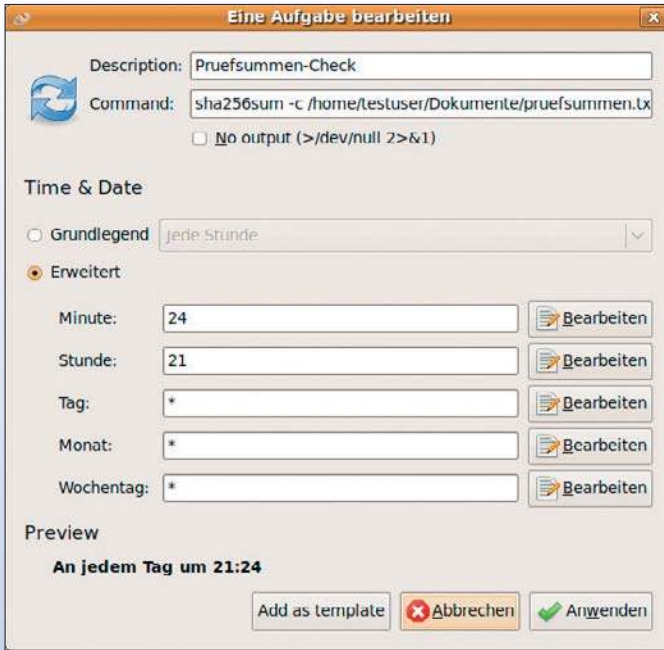 Eine Aufgabe bearbeiten
Description: Pruefsummen-Check
Command: sha256sum -c /home/testuser/Dokumente/pruefsummen.tx
No output (>/dev/null 2>&1)
Time & Date
Grundlegend Jede Stunde
Erweitert
Minute: 24 Bearbeiten
Stunde: 21 Bearbeiten
Tag: * Bearbeiten
Monat: * Bearbeiten
Wochentag: * Bearbeiten
Preview
An jedem Tag um 21:24
Add as template Abbrechen Anwenden